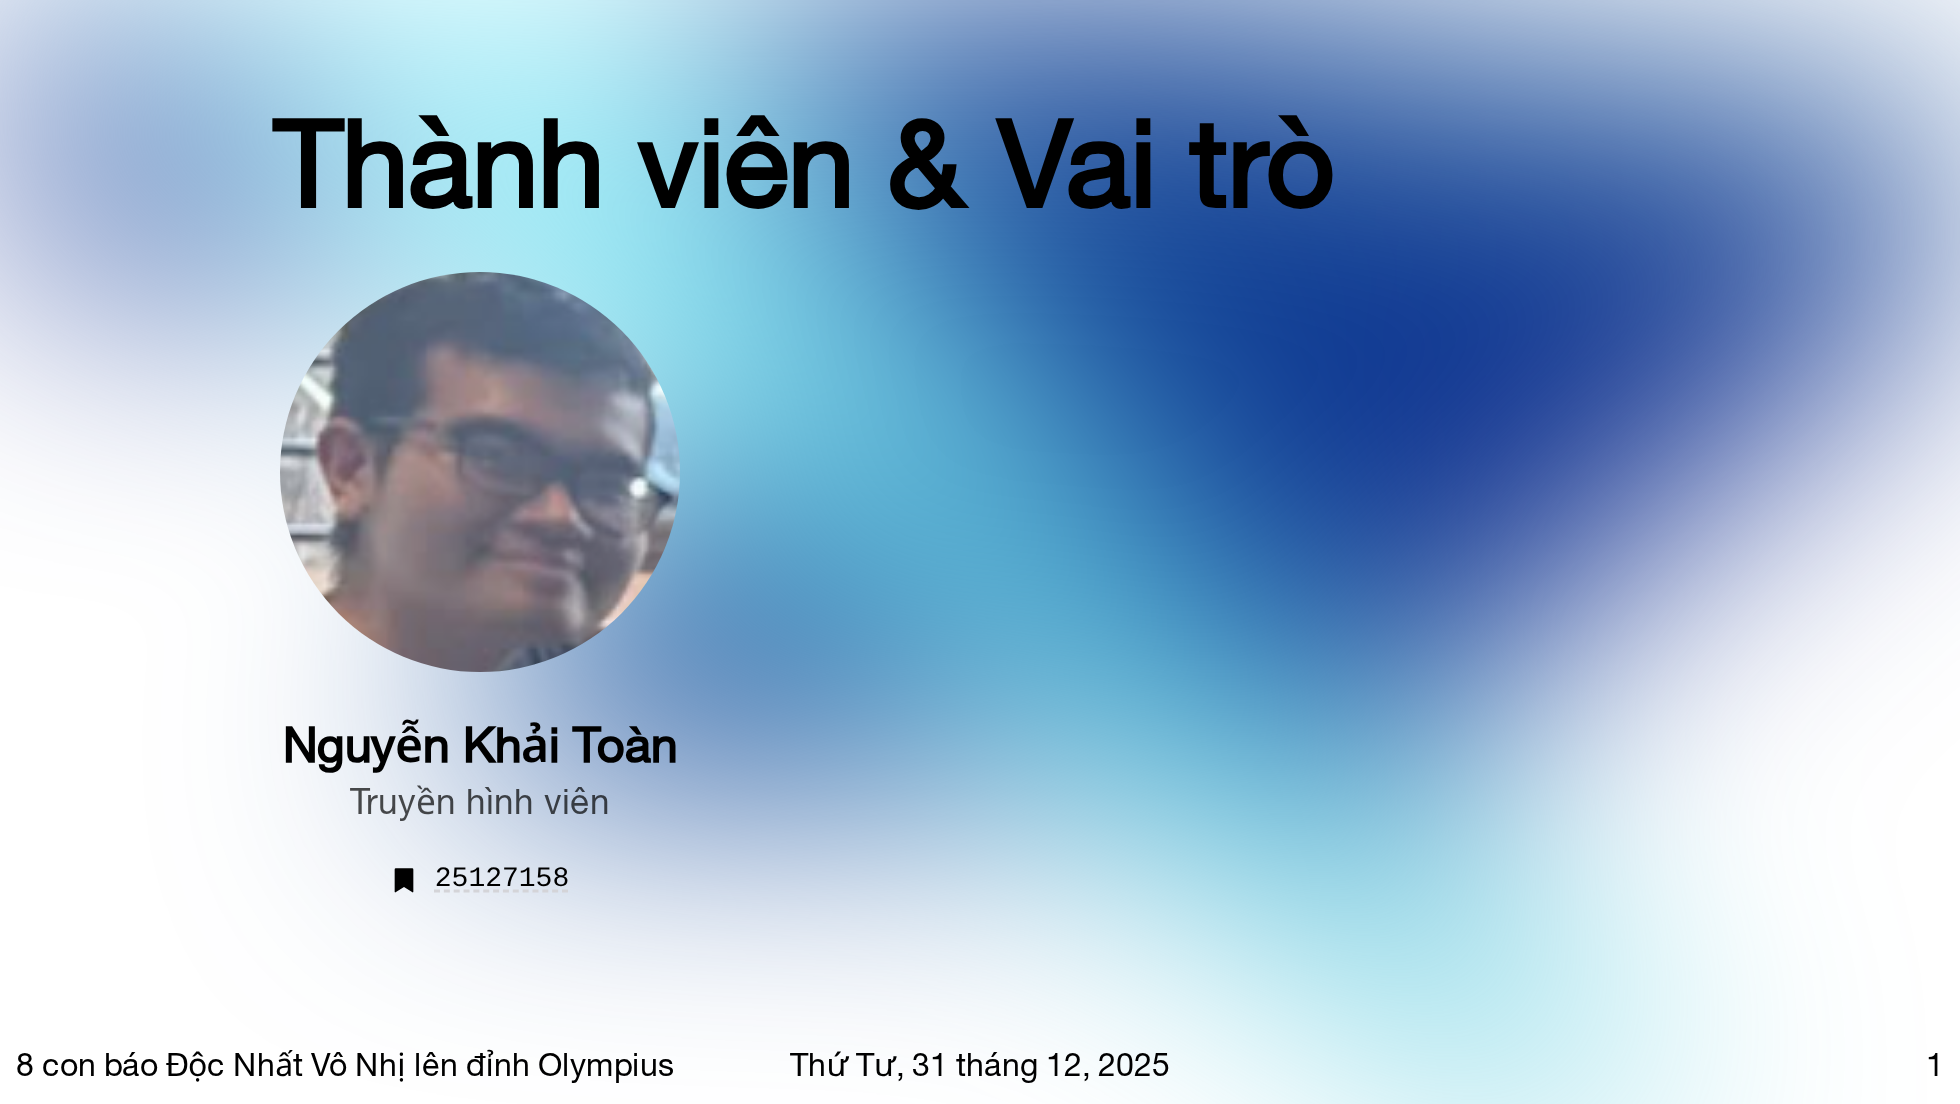 Thành viên & Vai trò
Nguyễn Khải Toàn
Truyền hình viên
25127158
8 con báo Độc Nhất Vô Nhị lên đỉnh Olympius
Thứ Tư, 31 tháng 12, 2025
1